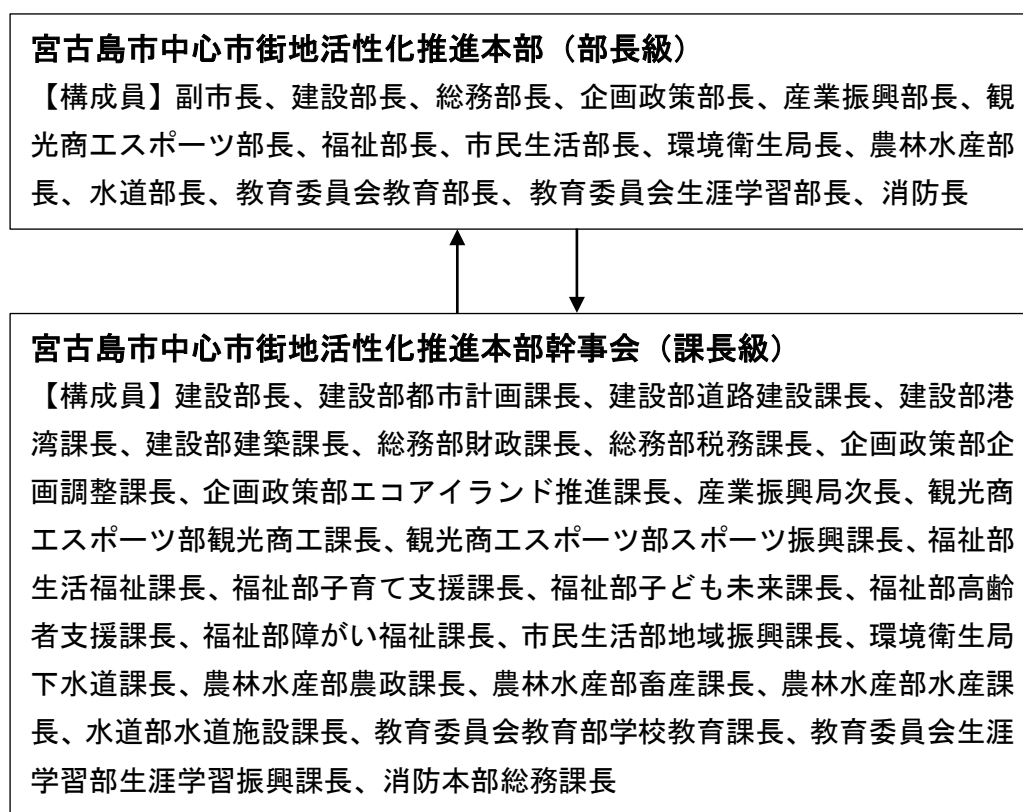 宮古島市中心市街地活性化推進本部（部長級）
【構成員】副市長、建設部長、総務部長、企画政策部長、産業振興部長、観
光商工スポーツ部長、福祉部長、市民生活部長、環境衛生局長、農林水産部
長、水道部長、教育委員会教育部長、教育委員会生涯学習部長、消防長
宮古島市中心市街地活性化推進本部幹事会（課長級）
【構成員】建設部長、建設部都市計画課長、建設部道路建設課長、建設部港
湾課長、建設部建築課長、総務部財政課長、総務部税務課長、企画政策部企
画調整課長、企画政策部エコアイランド推進課長、産業振興局次長、観光商
工スポーツ部観光商工課長、観光商工スポーツ部スポーツ振興課長、福祉部
生活福祉課長、福祉部子育て支援課長、福祉部子ども未来課長、福祉部高齢
者支援課長、福祉部障がい福祉課長、市民生活部地域振興課長、環境衛生局
下水道課長、農林水産部農政課長、農林水産部畜産課長、農林水産部水産課
長、水道部水道施設課長、教育委員会教育部学校教育課長、教育委員会生涯
学習部生涯学習振興課長、消防本部総務課長